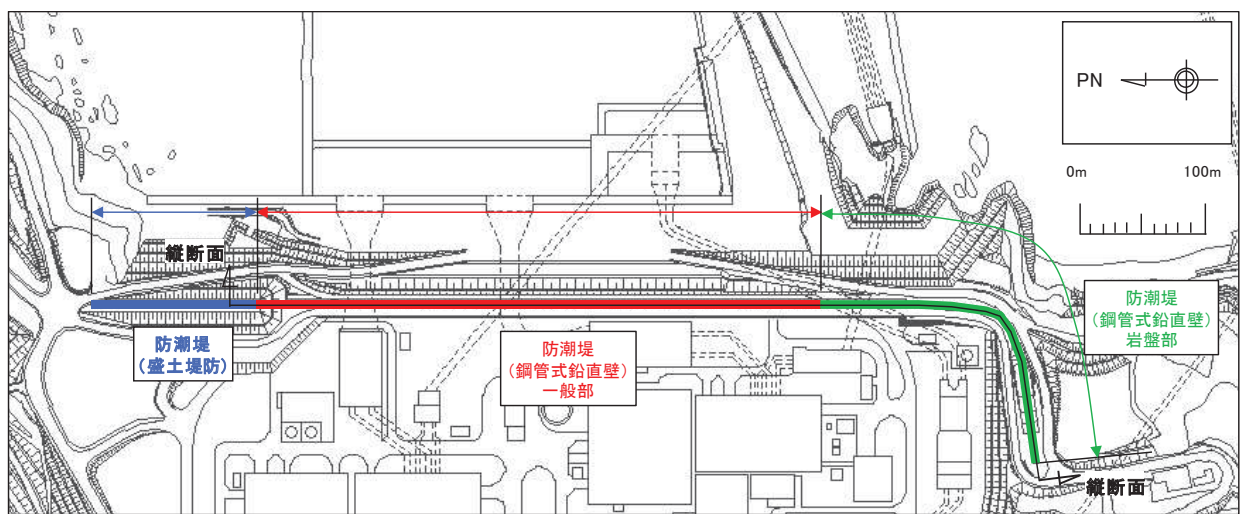 PN
0m 100m
縦断面
防潮堤
(盛土堤防)
防潮堤
(鋼管式鉛直壁)
一般部
防潮堤
(鋼管式鉛直壁)
岩盤部
縦断面